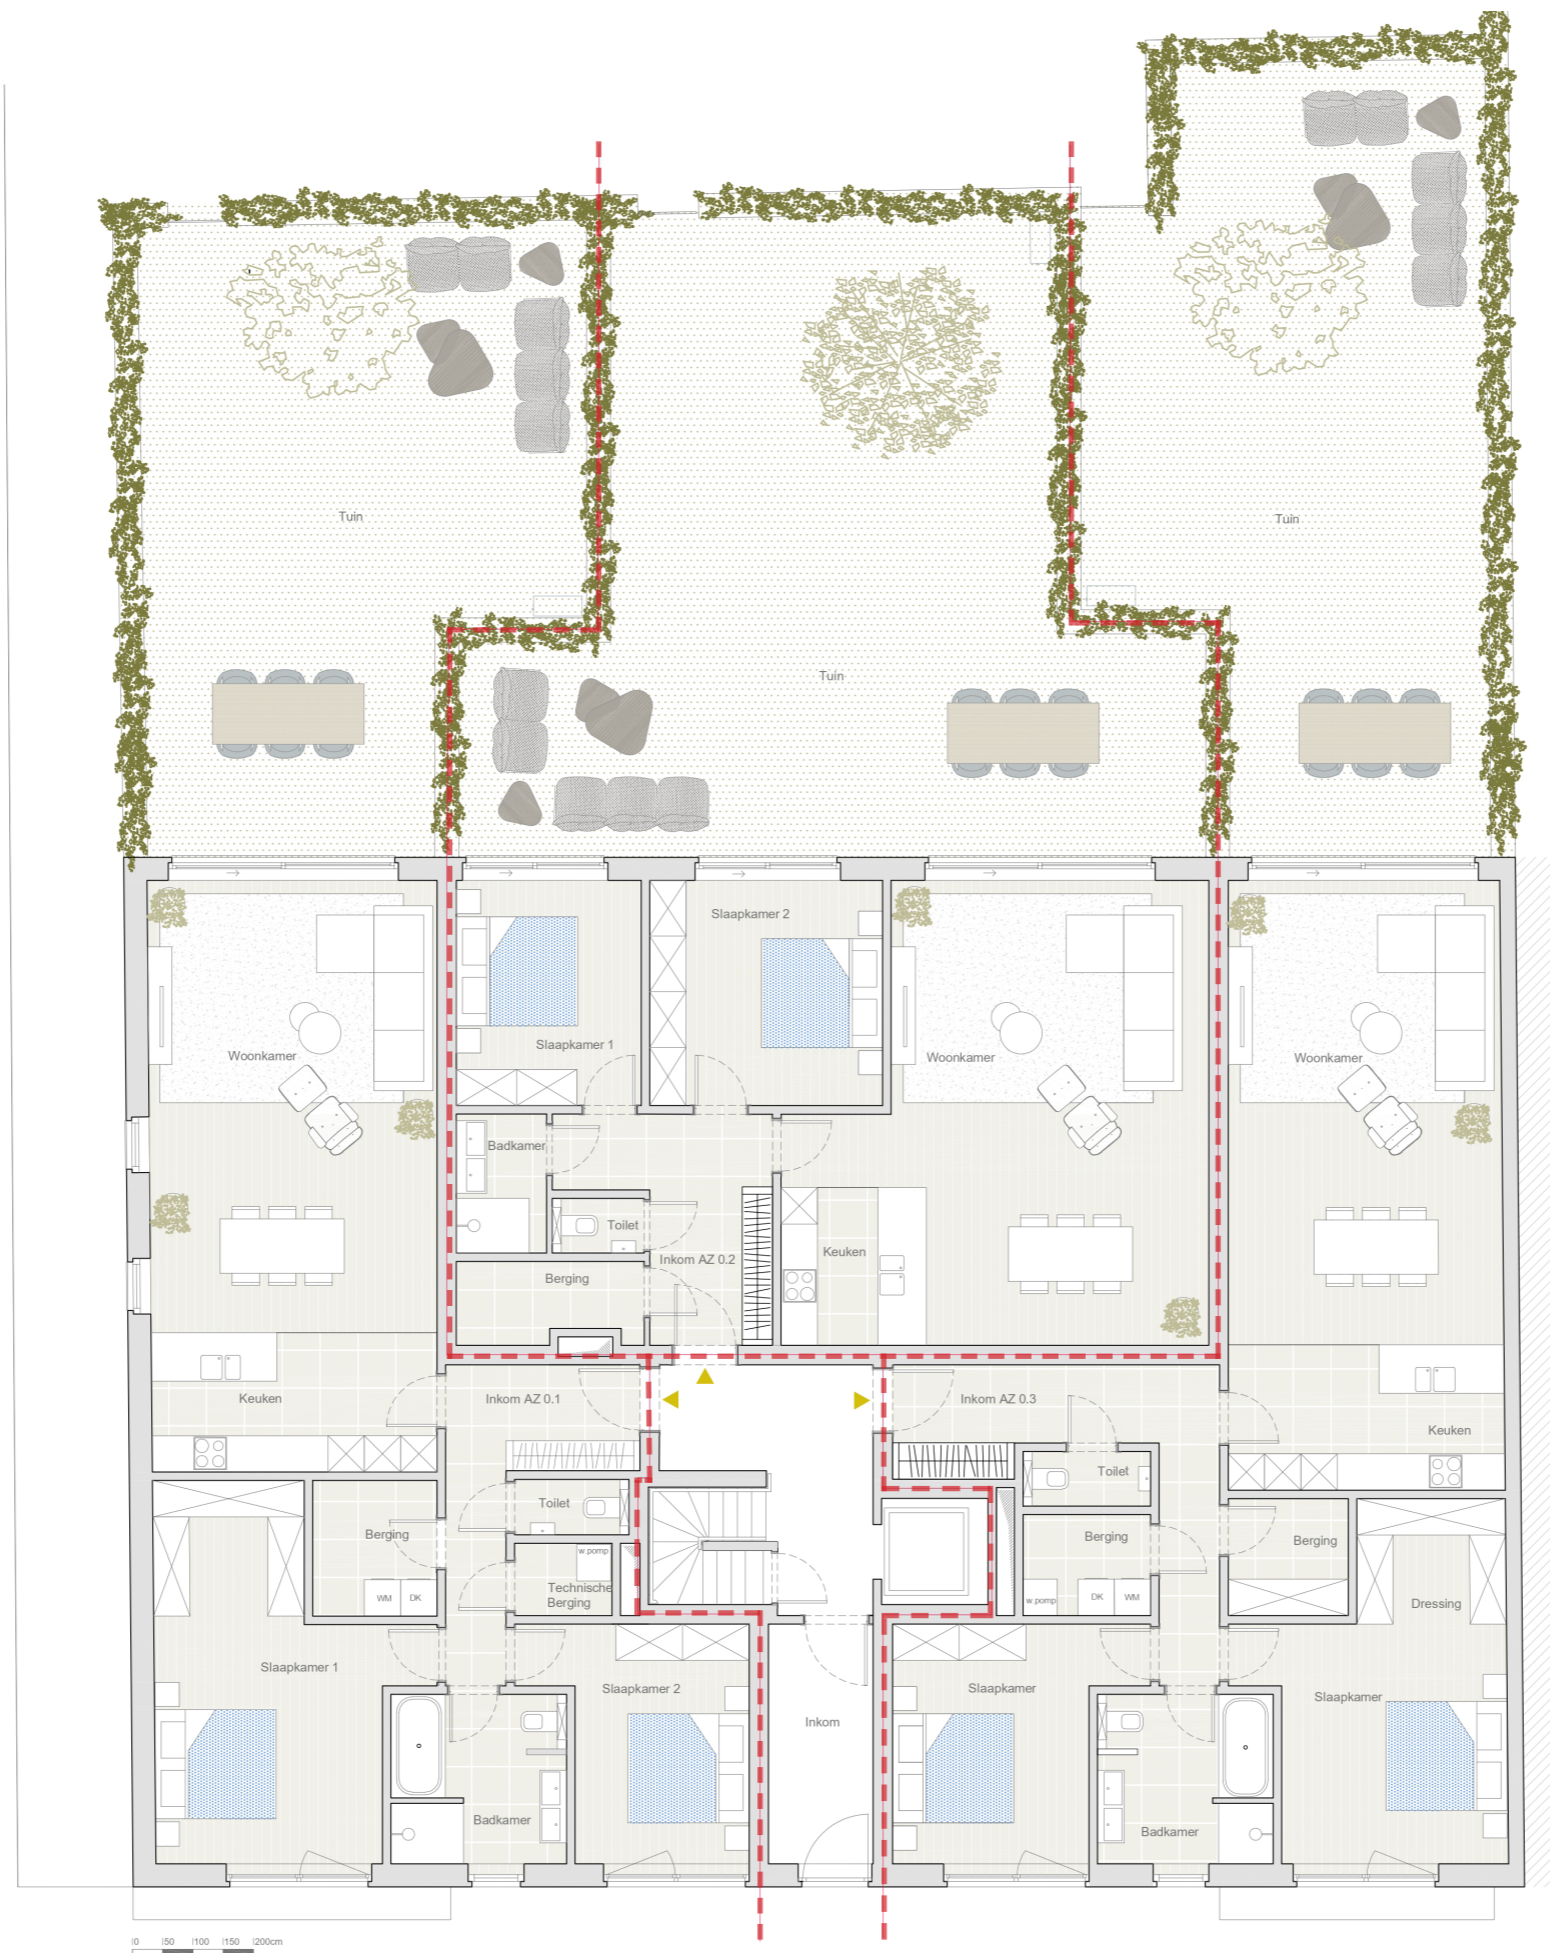 Tuin
Tuin
Tuin
Slaapkamer 2
Slaapkamer 1
Woonkamer
Woonkamer
Woonkamer
Badkamer
Toilet
Keuken
Inkom AZ 0.2
Berging
Keuken
Inkom AZ 0.1
Inkom AZ 0.3
Keuken
Toilet
Toilet
Berging
Berging
Berging
w.pomp
Technische
Berging
WM
DK
w.pomp
DK
WM
Dressing
Slaapkamer 1
Slaapkamer 2
Slaapkamer
Slaapkamer
Inkom
Badkamer
Badkamer
|0 |50 |100 |150 |200cm